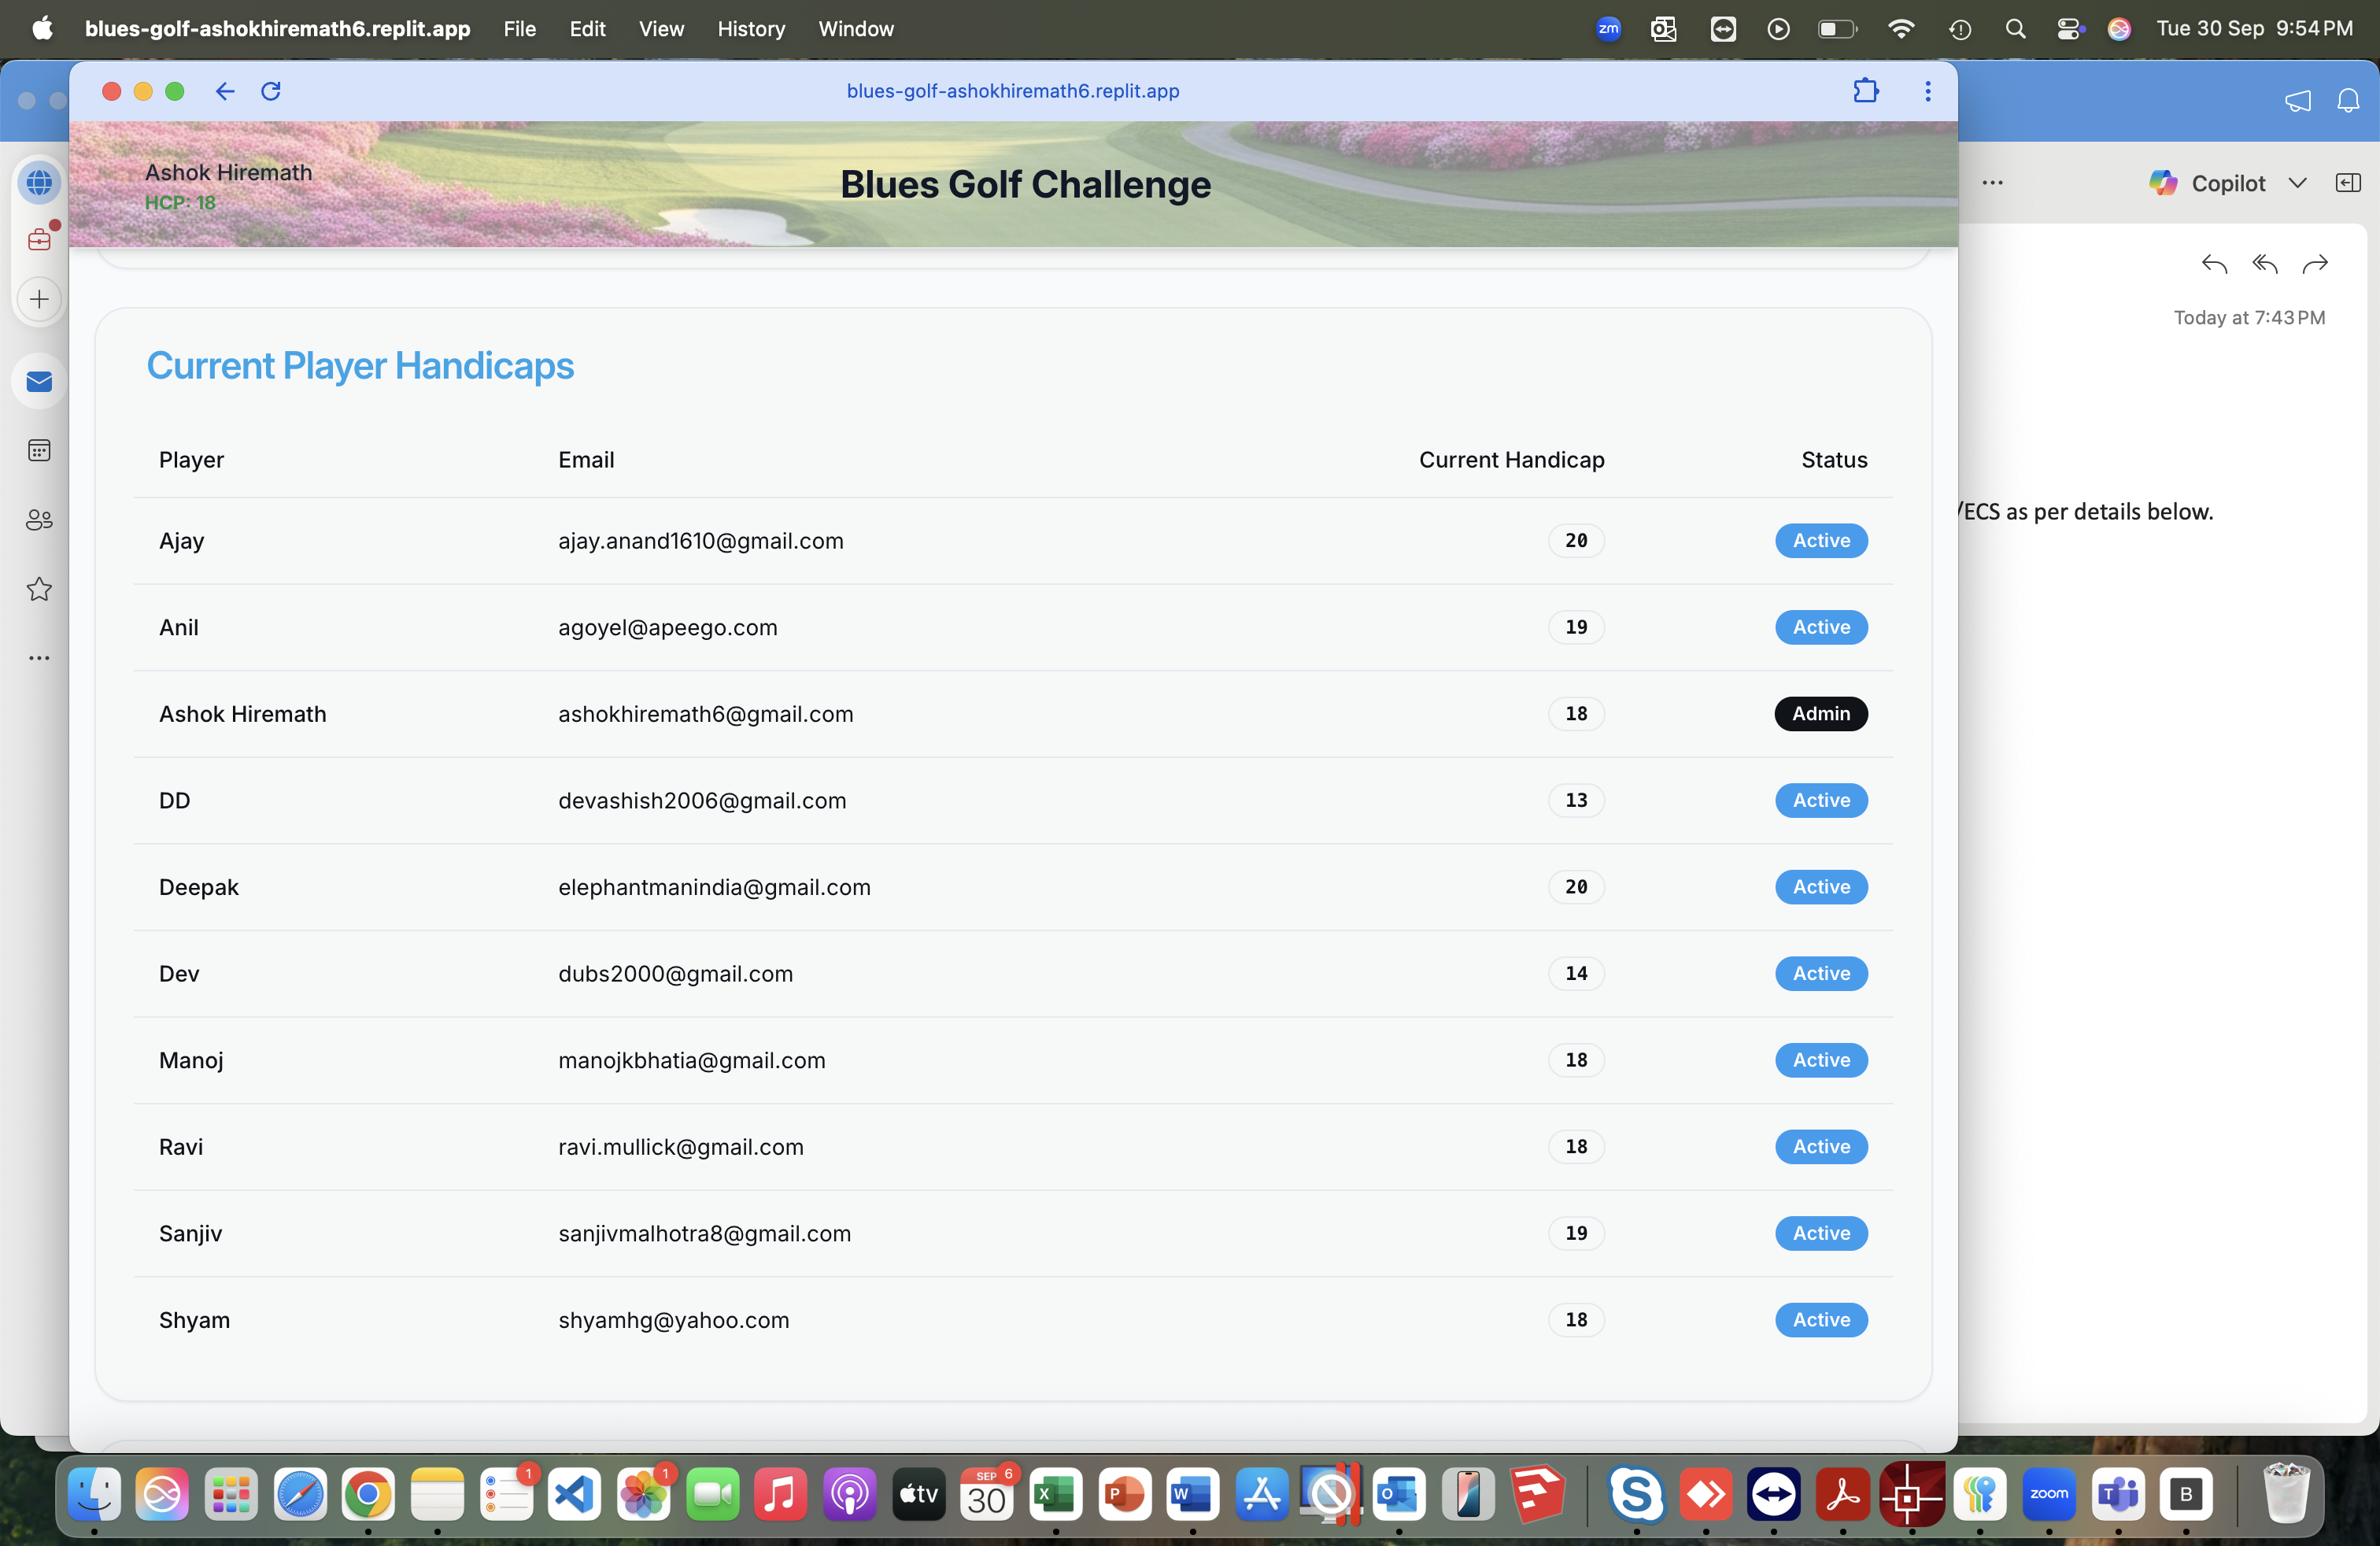 blues-golf-ashokhiremath6.replit.app File Edit View History Window zm Tue 30 Sep 9:54 PM
blues-golf-ashokhiremath6.replit.app
Ashok Hiremath
HCP: 18
Blues Golf Challenge
Copilot
Today at 7:43 PM
/ECS as per details below.
Current Player Handicaps
Player Email Current Handicap Status
Ajay ajay.anand1610@gmail.com 20 Active
Anil agoyel@apeego.com 19 Active
Ashok Hiremath ashokhiremath6@gmail.com 18 Admin
DD devashish2006@gmail.com 13 Active
Deepak elephantmanindia@gmail.com 20 Active
Dev dubs2000@gmail.com 14 Active
Manoj manojkbhatia@gmail.com 18 Active
Ravi ravi.mullick@gmail.com 18 Active
Sanjiv sanjivmalhotra8@gmail.com 19 Active
Shyam shyamhg@yahoo.com 18 Active
1 1 tv SEP 6 30 X P W O S zoom T B